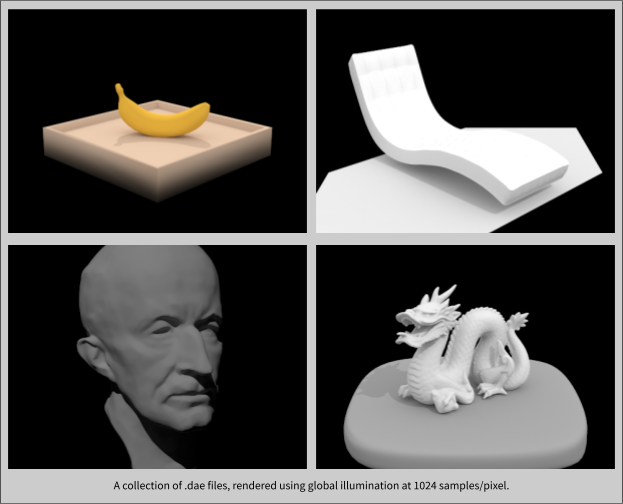 A collection of .dae files, rendered using global illumination at 1024 samples/pixel.